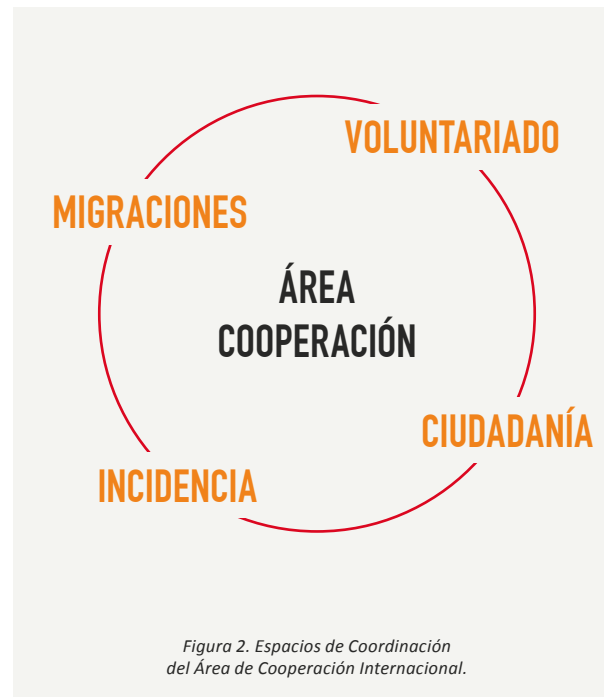 VOLUNTARIADO
MIGRACIONES
ÁREA
COOPERACIÓN
CIUDADANÍA
INCIDENCIA
Figura 2. Espacios de Coordinación
del Área de Cooperación Internacional.